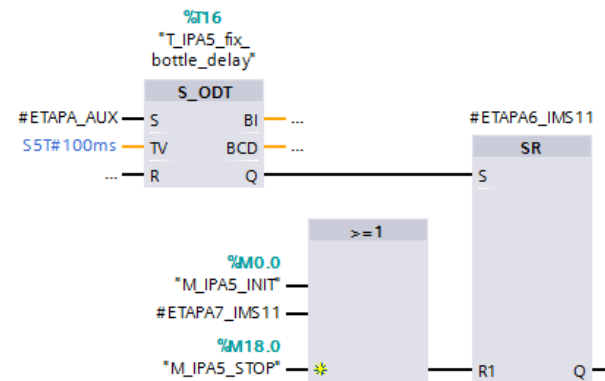 %T16
"T_IPA5_fix_
bottle_delay"
S_ODT
#ETAPA_AUX S BI ...
S5T#100ms TV BCD ...
... R Q
#ETAPA6_IMS11
SR
S
>=1
%M0.0
"M_IPA5_INIT"
#ETAPA7_IMS11
%M18.0
"M_IPA5_STOP"
R1 Q